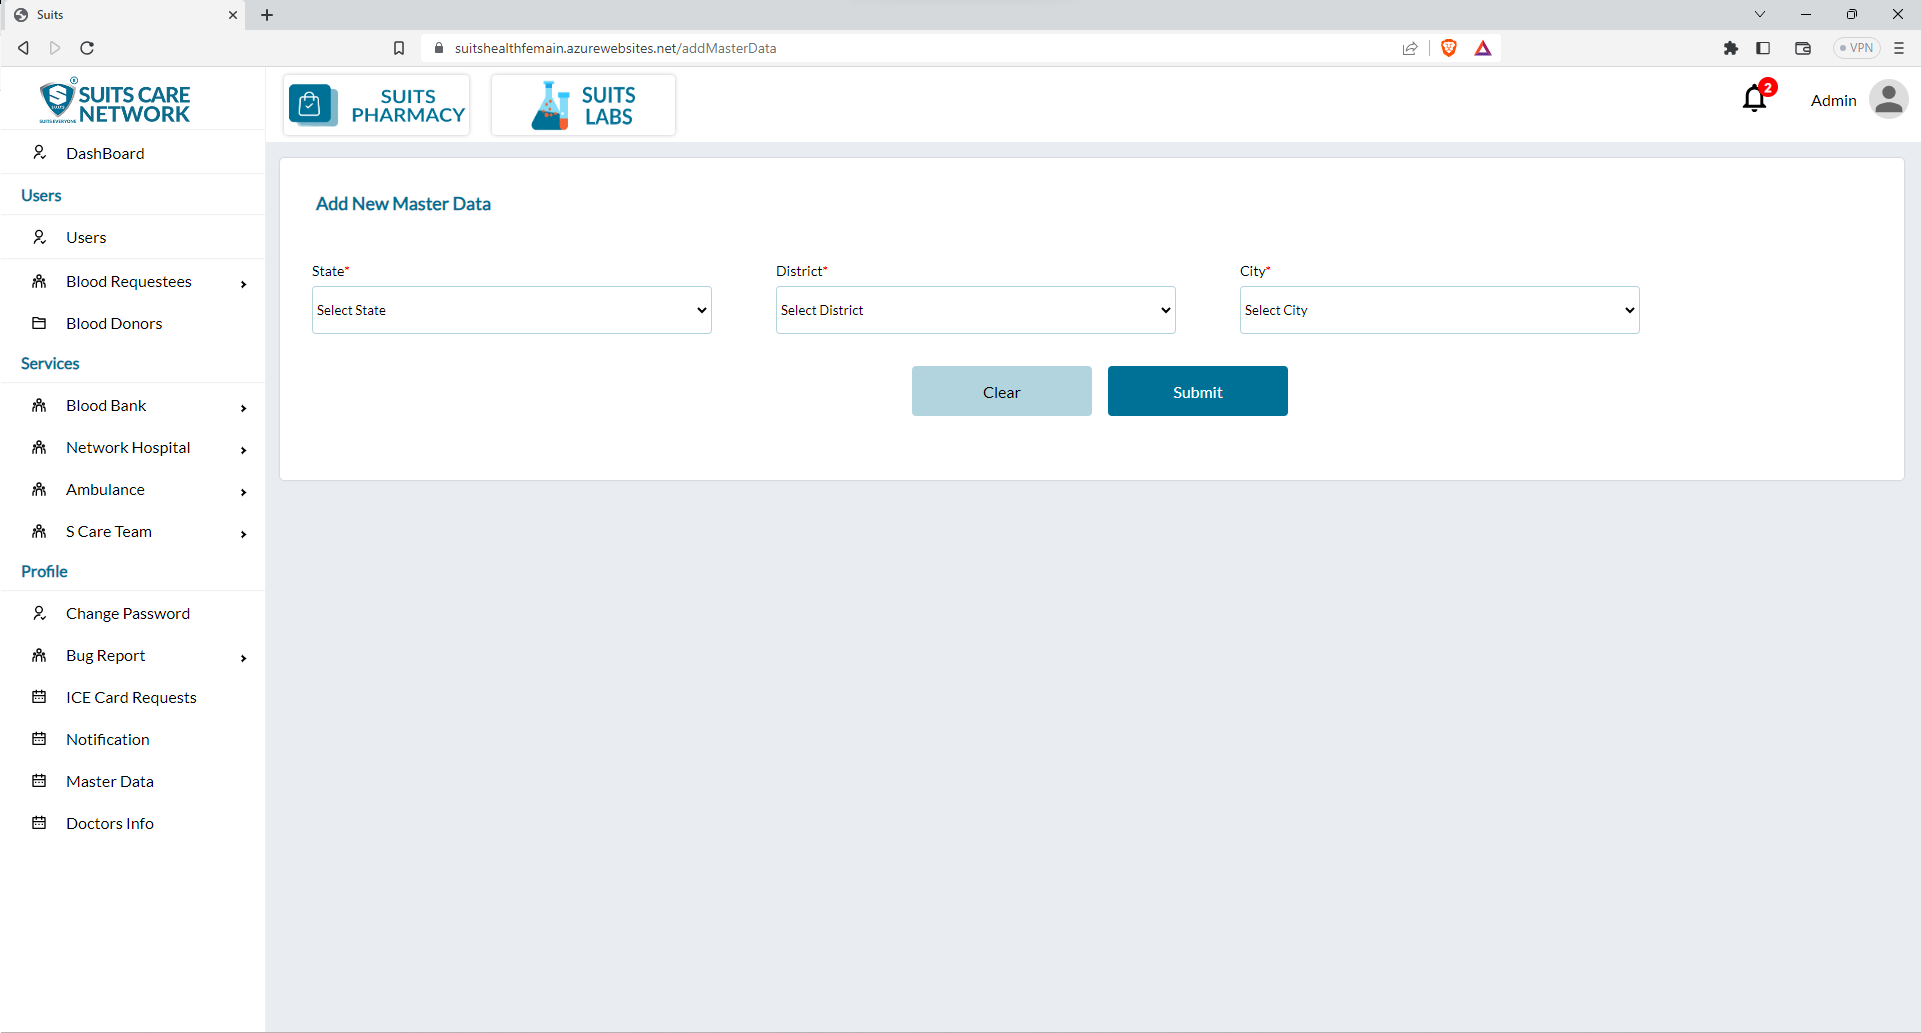 Suits
suitshealthfemain.azurewebsites.net/addMasterData
VPN
SUITS CARE
NETWORK
SUITS EVERYONE
SUITS
PHARMACY
SUITS
LABS
2
Admin
DashBoard
Users
Users
Blood Requestees
Blood Donors
Services
Blood Bank
Network Hospital
Ambulance
S Care Team
Profile
Change Password
Bug Report
ICE Card Requests
Notification
Master Data
Doctors Info
Add New Master Data
State* District* City*
Select State Select District Select City
Clear Submit